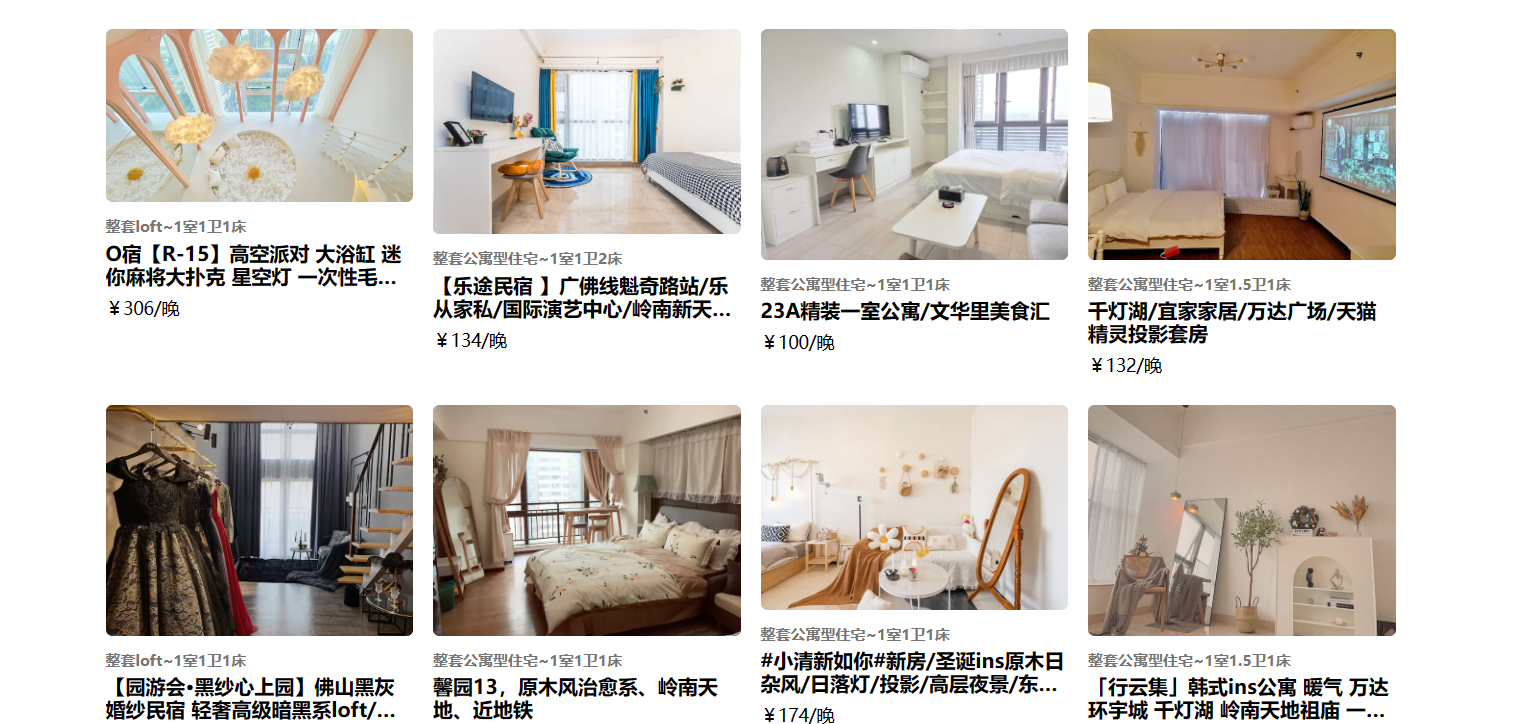 整套loft~1室1卫1床
O宿【R-15】高空派对 大浴缸 迷
你麻将大扑克 星空灯 一次性毛...
￥306/晚
整套公寓型住宅~1室1卫2床
【乐途民宿 】广佛线魁奇路站/乐
从家私/国际演艺中心/岭南新天...
￥134/晚
整套公寓型住宅~1室1卫1床
23A精装一室公寓/文华里美食汇
￥100/晚
整套公寓型住宅~1室1.5卫1床
千灯湖/宜家家居/万达广场/天猫
精灵投影套房
￥132/晚
整套loft~1室1卫1床
【园游会•黑纱心上园】佛山黑灰
婚纱民宿 轻奢高级暗黑系loft/...
整套公寓型住宅~1室1卫1床
馨园13，原木风治愈系、岭南天
地、近地铁
整套公寓型住宅~1室1卫1床
#小清新如你#新房/圣诞ins原木日
杂风/日落灯/投影/高层夜景/东...
￥174/晚
整套公寓型住宅~1室1.5卫1床
「行云集」韩式ins公寓 暖气 万达
环宇城 千灯湖 岭南天地祖庙 一...